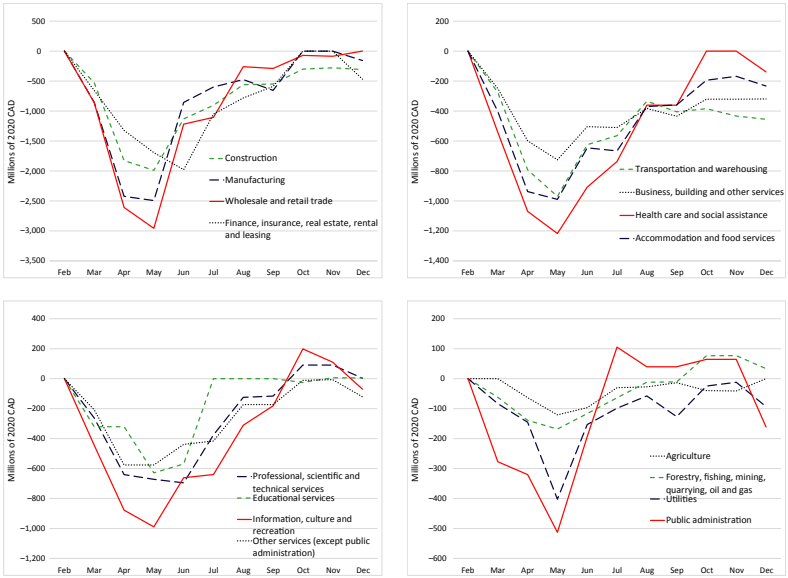 500
0
−500
−1,000
−1,500
−2,000
−2,500
−3,000
−3,500
Millions of 2020 CAD
Feb Mar Apr May Jun Jul Aug Sep Oct Nov Dec
Construction
Manufacturing
Wholesale and retail trade
Finance, insurance, real estate, rental
and leasing
200
0
−200
−400
−600
−800
−1,000
−1,200
−1,400
Millions of 2020 CAD
Feb Mar Apr May Jun Jul Aug Sep Oct Nov Dec
Transportation and warehousing
Business, building and other services
Health care and social assistance
Accommodation and food services
400
200
0
−200
−400
−600
−800
−1,000
−1,200
Millions of 2020 CAD
Feb Mar Apr May Jun Jul Aug Sep Oct Nov Dec
Professional, scientific and
technical services
Educational services
Information, culture and
recreation
Other services (except public
administration)
200
100
0
−100
−200
−300
−400
−500
−600
Millions of 2020 CAD
Feb Mar Apr May Jun Jul Aug Sep Oct Nov Dec
Agriculture
Forestry, fishing, mining,
quarrying, oil and gas
Utilities
Public administration